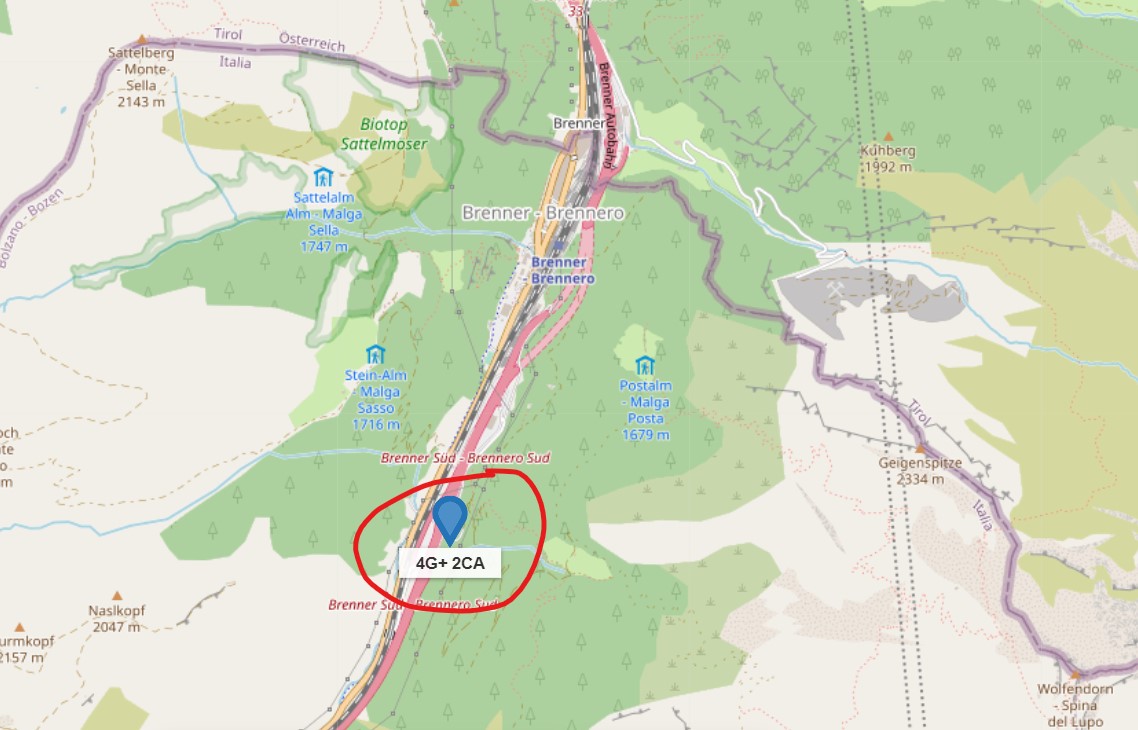 33
Tirol
Österreich
Italia
Sattelberg
- Monte
Sella
2143 m
Brenner Autobahn
Brenner
Biotop
Sattelmöser
Kühberg
1992 m
Sattelalm
Alm - Malga
Sella
1747 m
Bolzano - Bozen
Brenner - Brennero
Brenner
- Brennero
Stein-Alm
- Malga
Sasso
1716 m
Postalm
- Malga
Posta
1679 m
Tirol
Italia
och
te
o
m
Brenner Süd - Brennero Sud
Geigenspitze
2334 m
4G+ 2CA
Brenner Süd - Brennero Sud
Naslkopf
2047 m
urmkopf
2157 m
Wolfendorn
- Spina
del Lupo